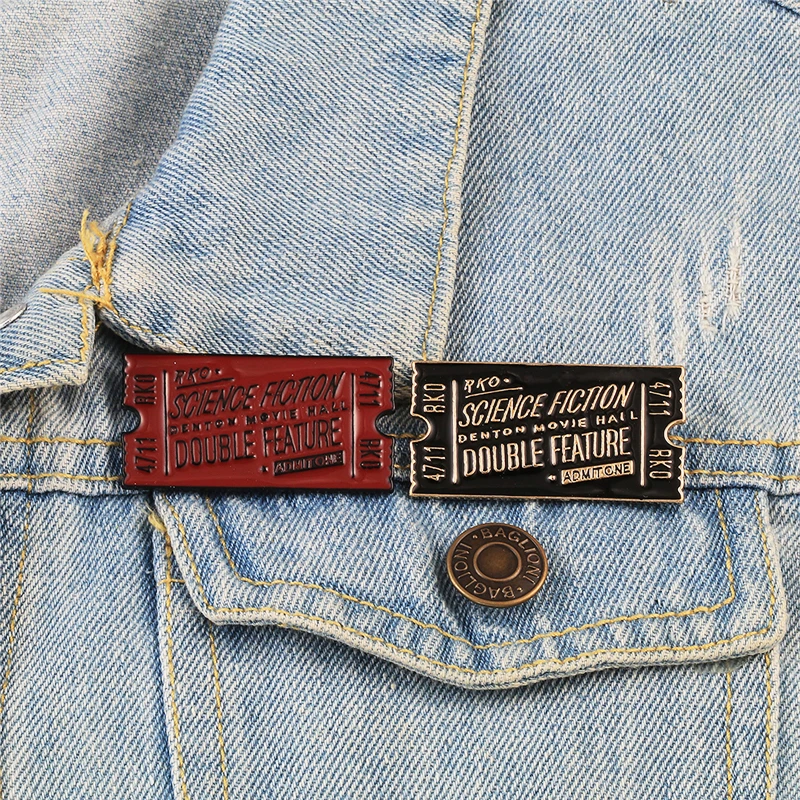 RKO
4711
RKO
SCIENCE FICTION
DENTON MOVIE HALL
DOUBLE FEATURE
ADMIT ONE
4711
RKO
RKO
4711
RKO
SCIENCE FICTION
DENTON MOVIE HALL
DOUBLE FEATURE
ADMIT ONE
4711
RKO
BAGLIONI
BAGLIONI